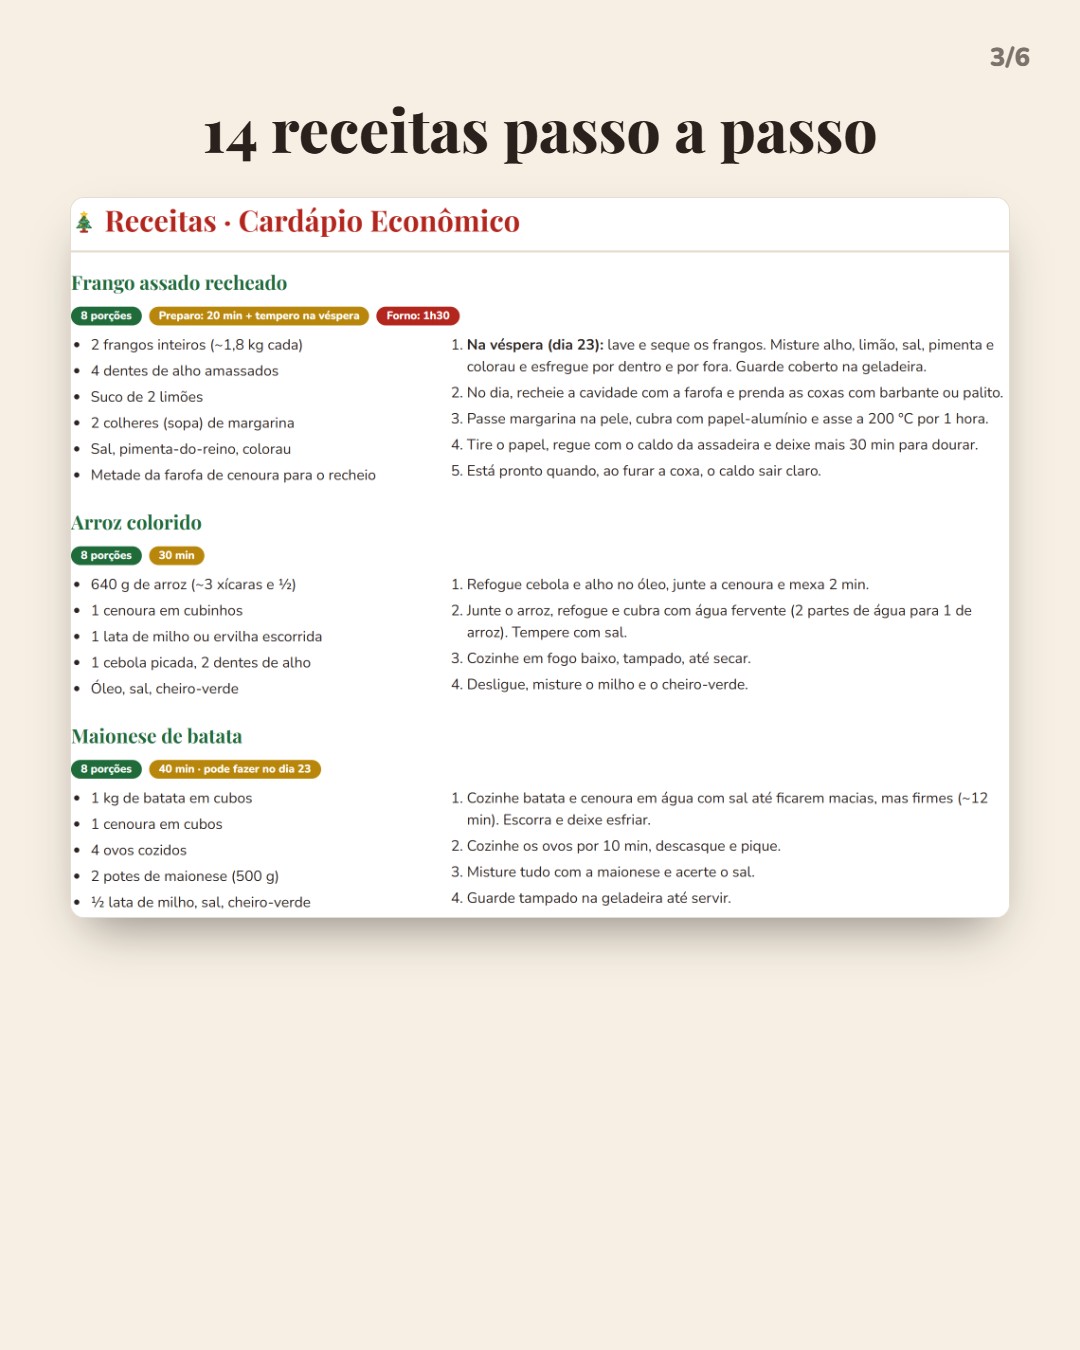 3/6
14 receitas passo a passo
Receitas · Cardápio Econômico
Frango assado recheado
8 porções Preparo: 20 min + tempero na véspera Forno: 1h30
• 2 frangos inteiros (~1,8 kg cada)
• 4 dentes de alho amassados
• Suco de 2 limões
• 2 colheres (sopa) de margarina
• Sal, pimenta-do-reino, colorau
• Metade da farofa de cenoura para o recheio
1. Na véspera (dia 23): lave e seque os frangos. Misture alho, limão, sal, pimenta e
colorau e esfregue por dentro e por fora. Guarde coberto na geladeira.
2. No dia, recheie a cavidade com a farofa e prenda as coxas com barbante ou palito.
3. Passe margarina na pele, cubra com papel-alumínio e asse a 200 °C por 1 hora.
4. Tire o papel, regue com o caldo da assadeira e deixe mais 30 min para dourar.
5. Está pronto quando, ao furar a coxa, o caldo sair claro.
Arroz colorido
8 porções 30 min
• 640 g de arroz (~3 xícaras e ½)
• 1 cenoura em cubinhos
• 1 lata de milho ou ervilha escorrida
• 1 cebola picada, 2 dentes de alho
• Óleo, sal, cheiro-verde
1. Refogue cebola e alho no óleo, junte a cenoura e mexa 2 min.
2. Junte o arroz, refogue e cubra com água fervente (2 partes de água para 1 de
arroz). Tempere com sal.
3. Cozinhe em fogo baixo, tampado, até secar.
4. Desligue, misture o milho e o cheiro-verde.
Maionese de batata
8 porções 40 min · pode fazer no dia 23
• 1 kg de batata em cubos
• 1 cenoura em cubos
• 4 ovos cozidos
• 2 potes de maionese (500 g)
• ½ lata de milho, sal, cheiro-verde
1. Cozinhe batata e cenoura em água com sal até ficarem macias, mas firmes (~12
min). Escorra e deixe esfriar.
2. Cozinhe os ovos por 10 min, descasque e pique.
3. Misture tudo com a maionese e acerte o sal.
4. Guarde tampado na geladeira até servir.